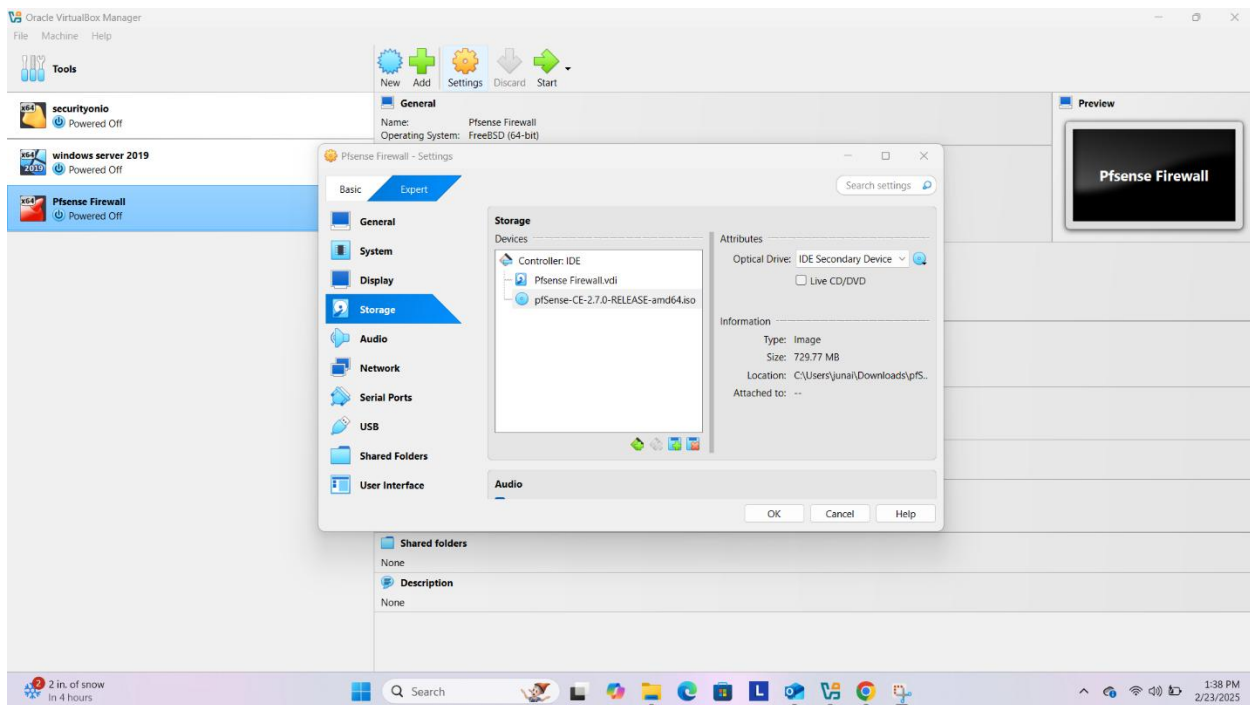 Oracle VirtualBox Manager
File Machine Help
Tools
New Add Settings Discard Start
securityonio
Powered Off
windows server 2019
Powered Off
Pfsense Firewall
Powered Off
General
Name: Pfsense Firewall
Operating System: FreeBSD (64-bit)
Preview
Pfsense Firewall
Pfsense Firewall - Settings
Basic Expert
Search settings
General
System
Display
Storage
Audio
Network
Serial Ports
USB
Shared Folders
User Interface
Storage
Devices
Controller: IDE
Pfsense Firewall.vdi
pfSense-CE-2.7.0-RELEASE-amd64.iso
Attributes
Optical Drive: IDE Secondary Device
Live CD/DVD
Information
Type: Image
Size: 729.77 MB
Location: C:\Users\junai\Downloads\pfS..
Attached to: --
Audio
OK Cancel Help
Shared folders
None
Description
None
2 in. of snow
In 4 hours
Search
1:38 PM
2/23/2025